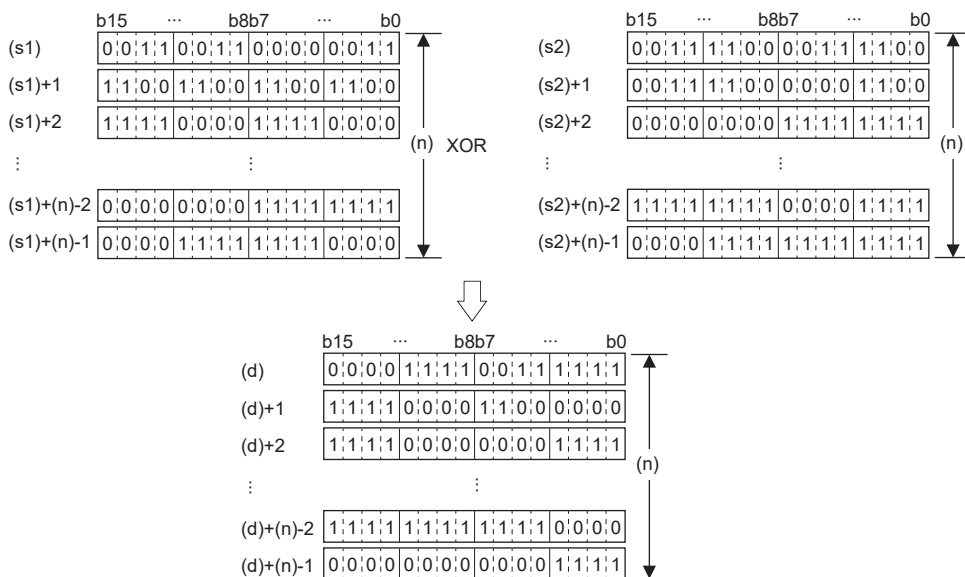 b15 ··· b8b7 ··· b0
(s1) 0 0 1 1 0 0 1 1 0 0 0 0 0 0 1 1
(s1)+1 1 1 0 0 1 1 0 0 1 1 0 0 1 1 0 0
(s1)+2 1 1 1 1 0 0 0 0 1 1 1 1 0 0 0 0
⋮ ⋮
(s1)+(n)-2 0 0 0 0 0 0 0 0 1 1 1 1 1 1 1 1
(s1)+(n)-1 0 0 0 0 1 1 1 1 1 1 1 1 0 0 0 0
(n)
XOR
b15 ··· b8b7 ··· b0
(s2) 0 0 1 1 1 1 0 0 0 0 1 1 1 1 0 0
(s2)+1 0 0 1 1 1 1 0 0 0 0 0 0 1 1 0 0
(s2)+2 0 0 0 0 0 0 0 0 1 1 1 1 1 1 1 1
⋮ ⋮
(s2)+(n)-2 1 1 1 1 1 1 1 1 0 0 0 0 1 1 1 1
(s2)+(n)-1 0 0 0 0 1 1 1 1 1 1 1 1 1 1 1 1
(n)
b15 ··· b8b7 ··· b0
(d) 0 0 0 0 1 1 1 1 0 0 1 1 1 1 1 1
(d)+1 1 1 1 1 0 0 0 0 1 1 0 0 0 0 0 0
(d)+2 1 1 1 1 0 0 0 0 0 0 0 0 1 1 1 1
⋮ ⋮
(d)+(n)-2 1 1 1 1 1 1 1 1 1 1 1 1 0 0 0 0
(d)+(n)-1 0 0 0 0 0 0 0 0 0 0 0 0 1 1 1 1
(n)